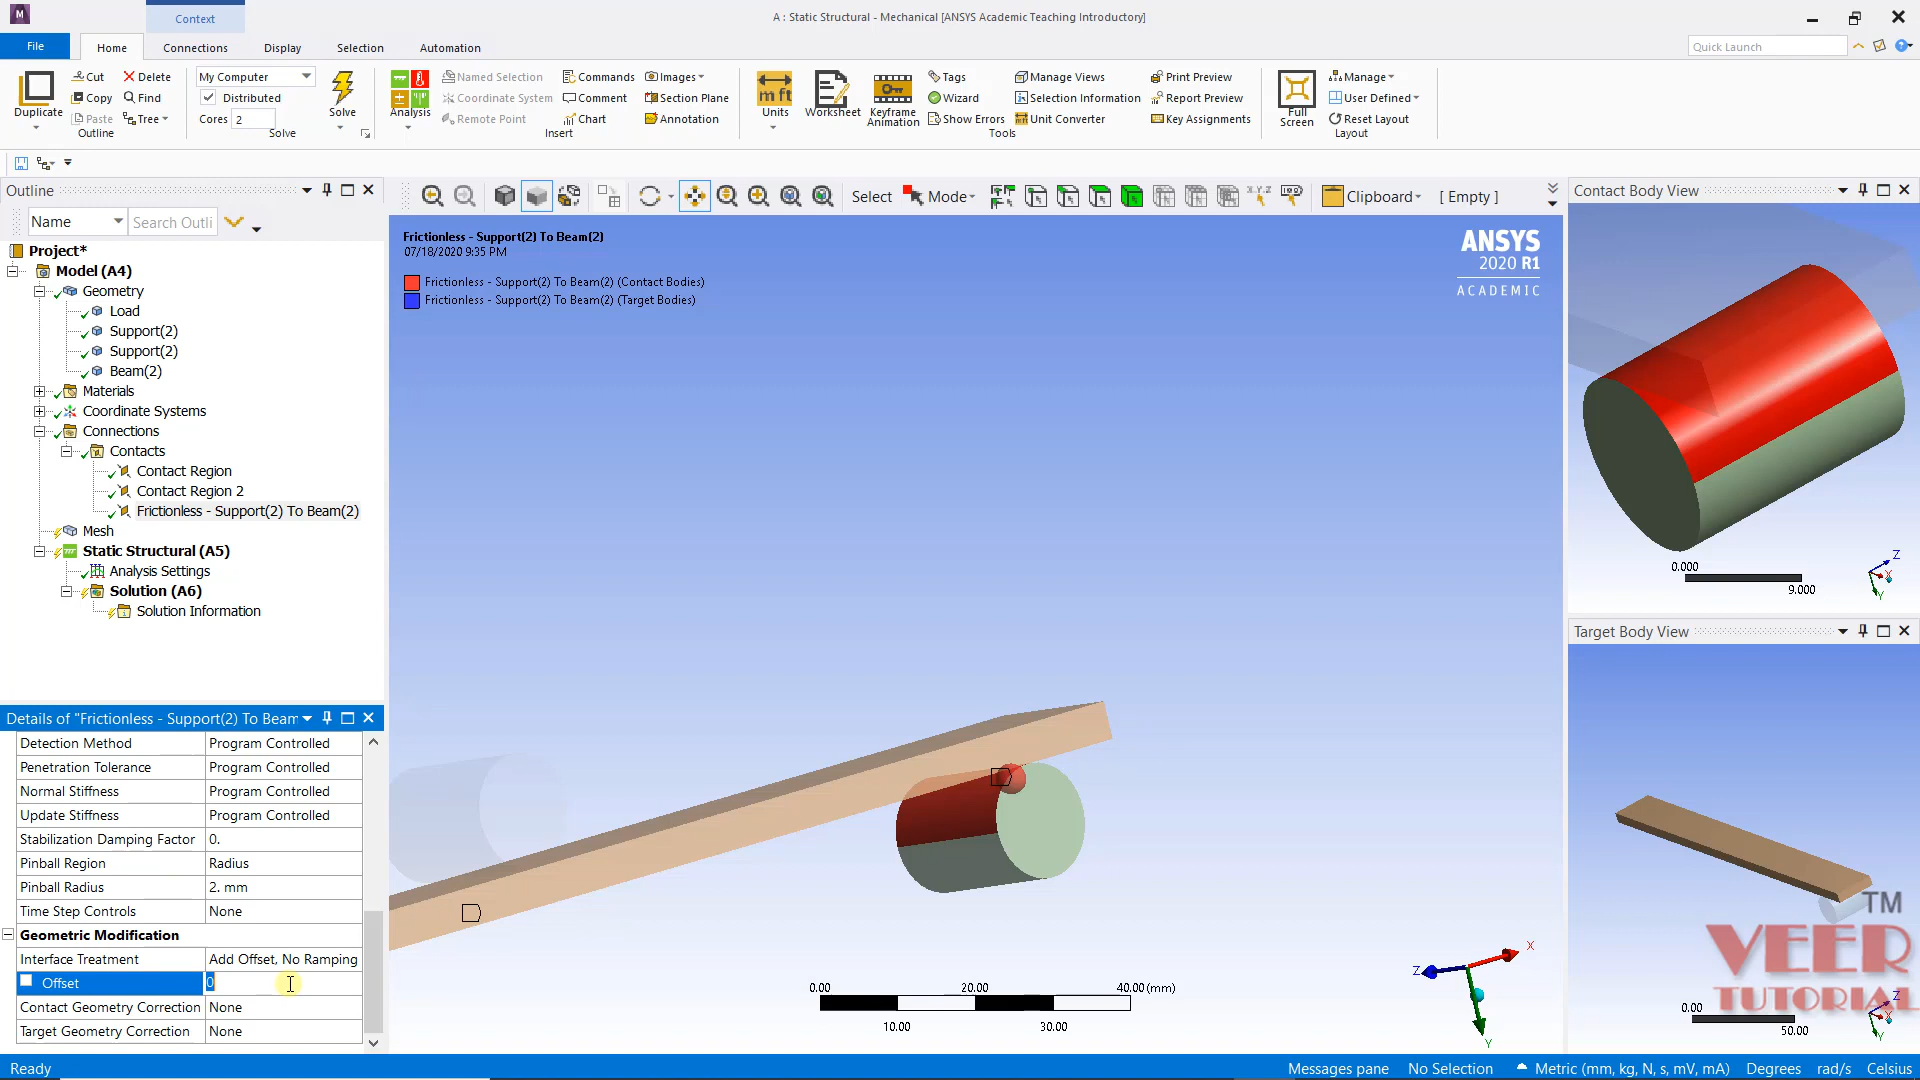 Context
A : Static Structural - Mechanical [ANSYS Academic Teaching Introductory]
File
Home
Connections
Display
Selection
Automation
Quick Launch
Duplicate
Cut
Copy
Paste
Delete
Find
Tree
Outline
My Computer
Distributed
Cores 2
Solve
Solve
Analysis
Named Selection
Coordinate System
Remote Point
Commands
Comment
Chart
Images
Section Plane
Annotation
Insert
Units
Worksheet
Keyframe Animation
Tags
Wizard
Show Errors
Manage Views
Selection Information
Unit Converter
Print Preview
Report Preview
Key Assignments
Tools
Full Screen
Manage
User Defined
Reset Layout
Layout
Outline
Name
Search Outli
Project*
Model (A4)
Geometry
Load
Support(2)
Support(2)
Beam(2)
Materials
Coordinate Systems
Connections
Contacts
Contact Region
Contact Region 2
Frictionless - Support(2) To Beam(2)
Mesh
Static Structural (A5)
Analysis Settings
Solution (A6)
Solution Information
Details of "Frictionless - Support(2) To Beam
Detection Method Program Controlled
Penetration Tolerance Program Controlled
Normal Stiffness Program Controlled
Update Stiffness Program Controlled
Stabilization Damping Factor 0.
Pinball Region Radius
Pinball Radius 2. mm
Time Step Controls None
Geometric Modification
Interface Treatment Add Offset, No Ramping
Offset 0
Contact Geometry Correction None
Target Geometry Correction None
Select
Mode
Clipboard
[ Empty ]
Frictionless - Support(2) To Beam(2)
07/18/2020 9:35 PM
Frictionless - Support(2) To Beam(2) (Contact Bodies)
Frictionless - Support(2) To Beam(2) (Target Bodies)
ANSYS
2020 R1
ACADEMIC
0.00 20.00 40.00 (mm)
10.00 30.00
X
Y
Z
Contact Body View
0.000
9.000
Z
X
Y
Target Body View
0.00
50.00
Z
X
Y
TM
VEER
TUTORIAL
Ready
Messages pane
No Selection
Metric (mm, kg, N, s, mV, mA)
Degrees
rad/s
Celsius